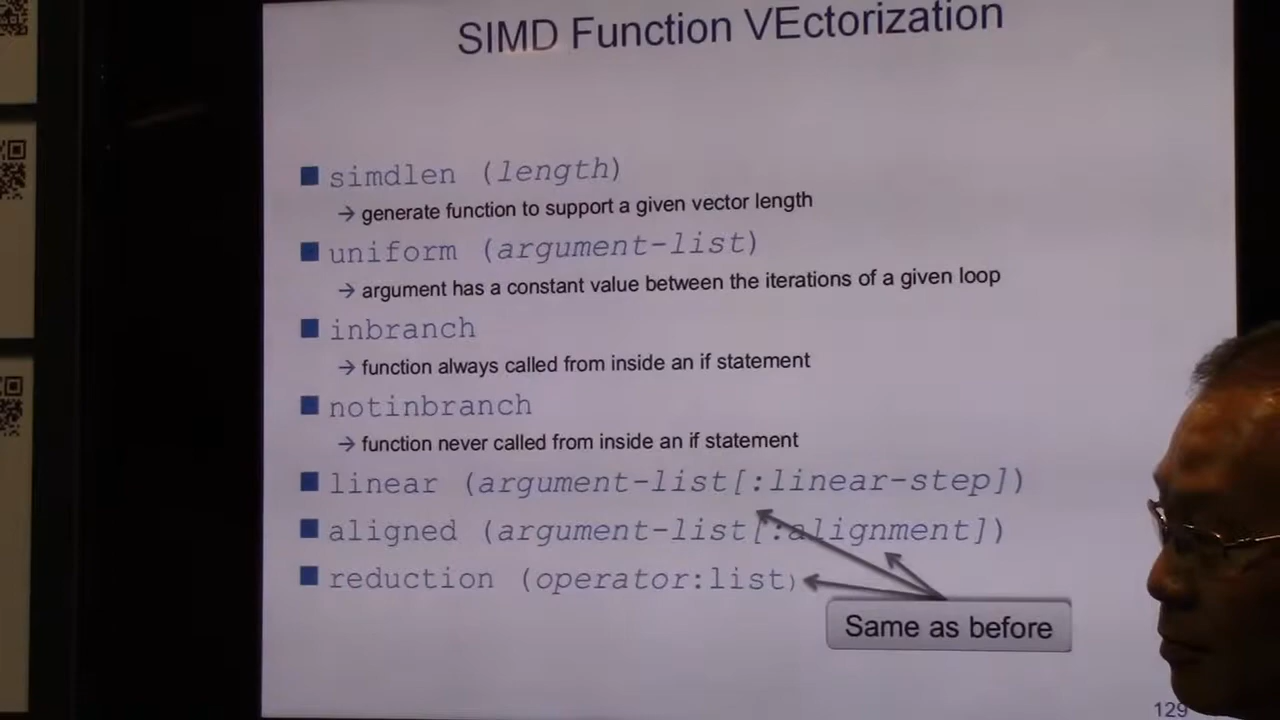 SIMD Function VEctorization
simdlen (length)
→ generate function to support a given vector length
uniform (argument-list)
→ argument has a constant value between the iterations of a given loop
inbranch
→ function always called from inside an if statement
notinbranch
→ function never called from inside an if statement
linear (argument-list[:linear-step])
aligned (argument-list[:alignment])
reduction (operator:list)
Same as before
129